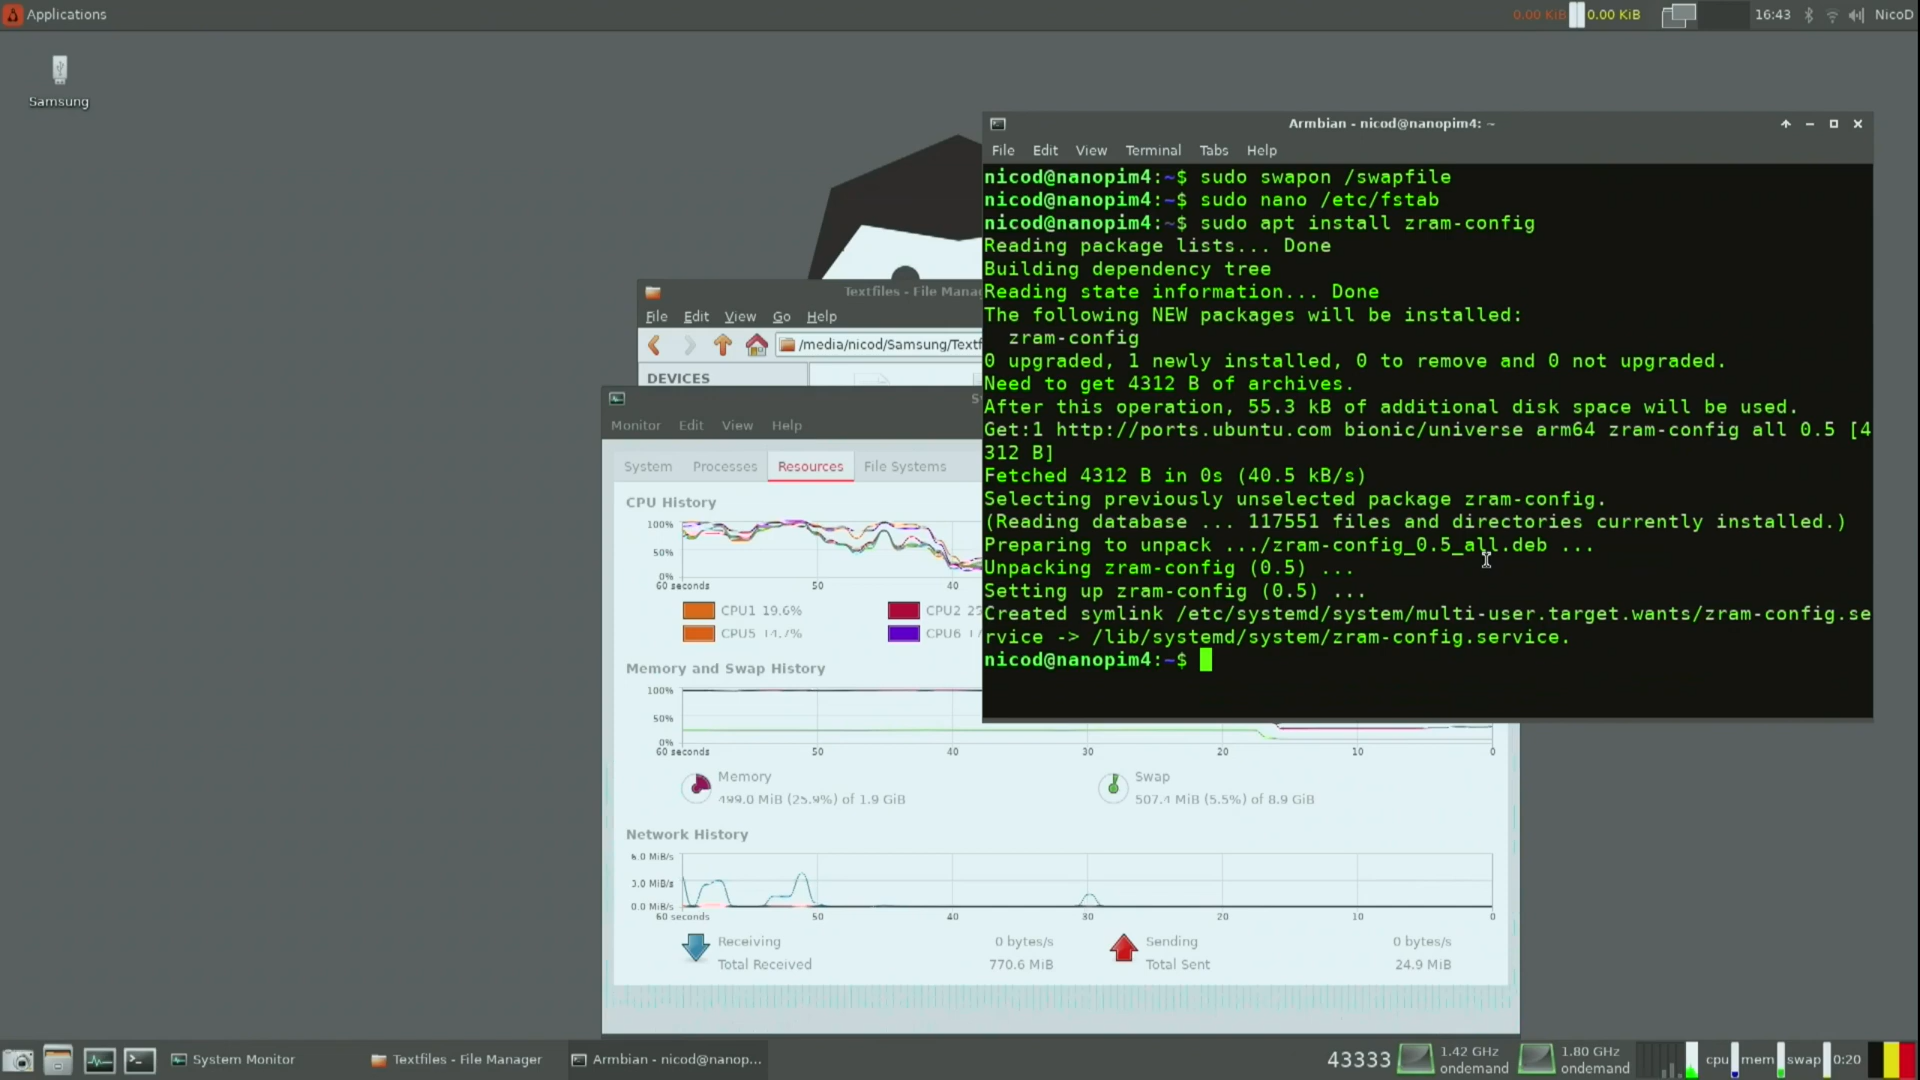 Applications
0.00 KiB 0.00 KiB
16:43
NicoD
Samsung
Armbian - nicod@nanopim4: ~
File Edit View Terminal Tabs Help
nicod@nanopim4:~$ sudo swapon /swapfile
nicod@nanopim4:~$ sudo nano /etc/fstab
nicod@nanopim4:~$ sudo apt install zram-config
Reading package lists... Done
Building dependency tree
Reading state information... Done
The following NEW packages will be installed:
zram-config
0 upgraded, 1 newly installed, 0 to remove and 0 not upgraded.
Need to get 4312 B of archives.
After this operation, 55.3 kB of additional disk space will be used.
Get:1 http://ports.ubuntu.com bionic/universe arm64 zram-config all 0.5 [4
312 B]
Fetched 4312 B in 0s (40.5 kB/s)
Selecting previously unselected package zram-config.
(Reading database ... 117551 files and directories currently installed.)
Preparing to unpack .../zram-config_0.5_all.deb ...
Unpacking zram-config (0.5) ...
Setting up zram-config (0.5) ...
Created symlink /etc/systemd/system/multi-user.target.wants/zram-config.se
rvice -> /lib/systemd/system/zram-config.service.
nicod@nanopim4:~$
Textfiles - File Mana
File Edit View Go Help
/media/nicod/Samsung/Textf
DEVICES
Monitor Edit View Help
System Processes Resources File Systems
CPU History
100%
50%
0%
60 seconds 50 40
CPU1 19.6% CPU2
CPU5 14.7% CPU6
Memory and Swap History
100%
50%
0%
60 seconds 50 40 30 20 10 0
Memory
499.0 MiB (25.9%) of 1.9 GiB
Swap
507.4 MiB (5.5%) of 8.9 GiB
Network History
6.0 MiB/s
3.0 MiB/s
0.0 MiB/s
60 seconds 50 40 30 20 10 0
Receiving 0 bytes/s
Total Received 770.6 MiB
Sending 0 bytes/s
Total Sent 24.9 MiB
System Monitor
Textfiles - File Manager
Armbian - nicod@nanop...
43333
1.42 GHz
ondemand
1.80 GHz
ondemand
cpu mem swap 0:20